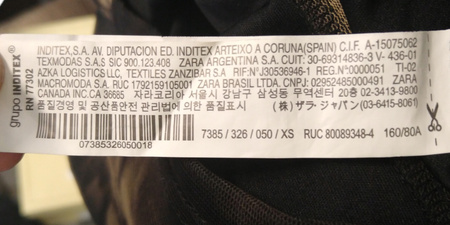 grupo INDITEX
RN 77302
INDITEX,S.A. AV. DIPUTACION ED. INDITEX ARTEIXO A CORUNA(SPAIN) C.I.F. A-15075062
TEXMODAS S.A.S SIC 900.123.408 ZARA ARGENTINA S.A. CUIT: 30-69314836-3 V- 436-01
AZKA LOGISTICS LLC, TEXTILES ZANZIBAR S.A. RIF:N°J30536946-1 REG.N°0000051 TI-02
MACROMODA S.A. RUC 1792159105001 ZARA BRASIL LTDA. CNPJ: 02952485000491 ZARA
CANADA INC. CA 36685 자라코리아 서울시 강남구 삼성동 무역센터 20층 02-3413-9800
품질경영 및 공산품안전 관리법에 의한 품질표시 (株) ザラ・ジャパン(03-6415-8061)
7385 / 326 / 050 / XS RUC 80089348-4 160/80A
07385326050018